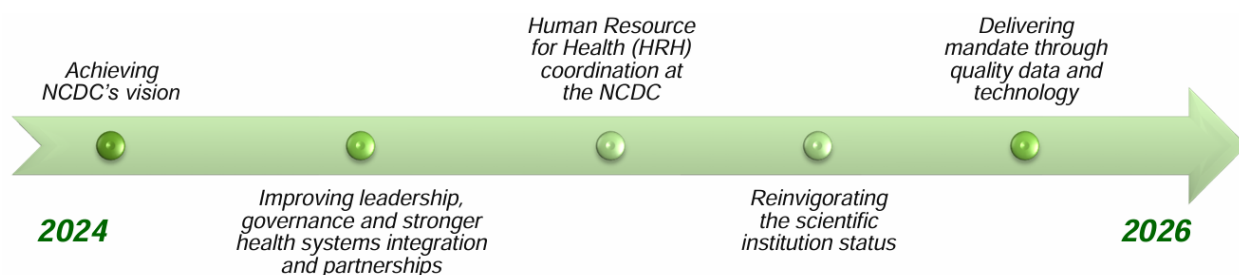 Achieving
NCDC's vision
Human Resource
for Health (HRH)
coordination at
the NCDC
Delivering
mandate through
quality data and
technology
2024
Improving leadership,
governance and stronger
health systems integration
and partnerships
Reinvigorating
the scientific
institution status
2026